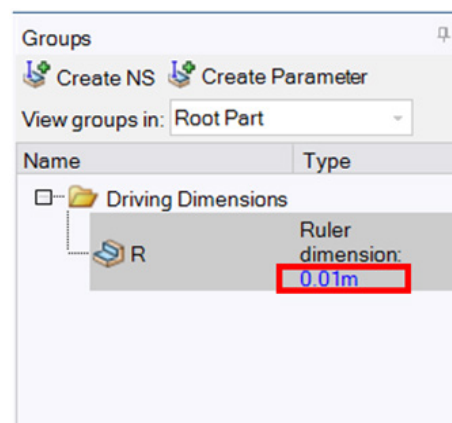 Groups
Create NS Create Parameter
View groups in: Root Part
Name Type
Driving Dimensions
R Ruler
dimension:
0.01m